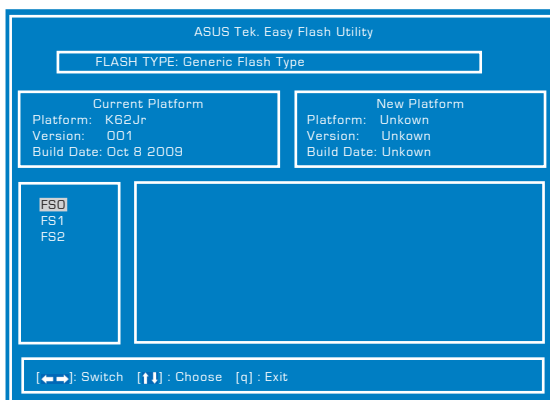 ASUS Tek. Easy Flash Utility
FLASH TYPE: Generic Flash Type
Current Platform
Platform: K62Jr
Version: 001
Build Date: Oct 8 2009
New Platform
Platform: Unkown
Version: Unkown
Build Date: Unkown
FS0
FS1
FS2
[←→]: Switch [↑↓] : Choose [q] : Exit